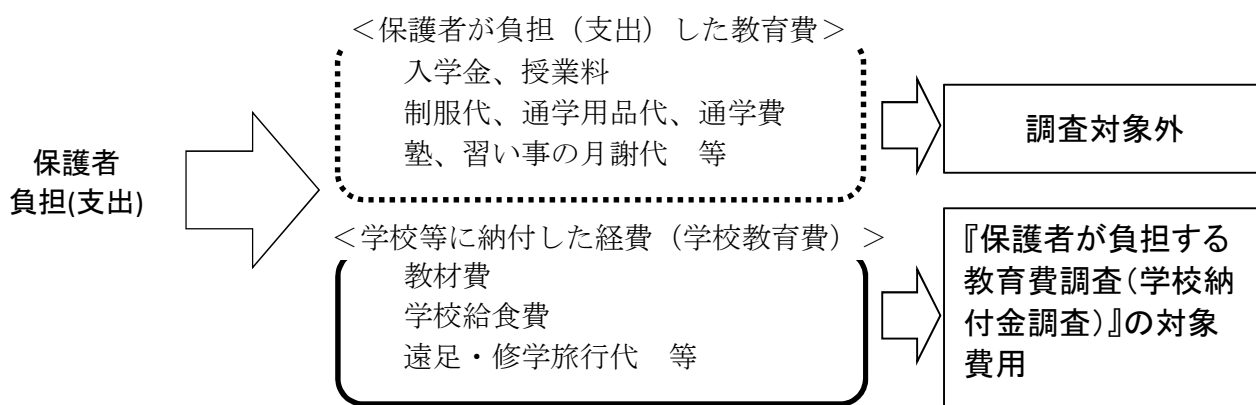 保護者
負担(支出)
＜保護者が負担（支出）した教育費＞
入学金、授業料
制服代、通学用品代、通学費
塾、習い事の月謝代　等
調査対象外
＜学校等に納付した経費（学校教育費）＞
教材費
学校給食費
遠足・修学旅行代　等
『保護者が負担する
教育費調査（学校納
付金調査）』の対象
費用